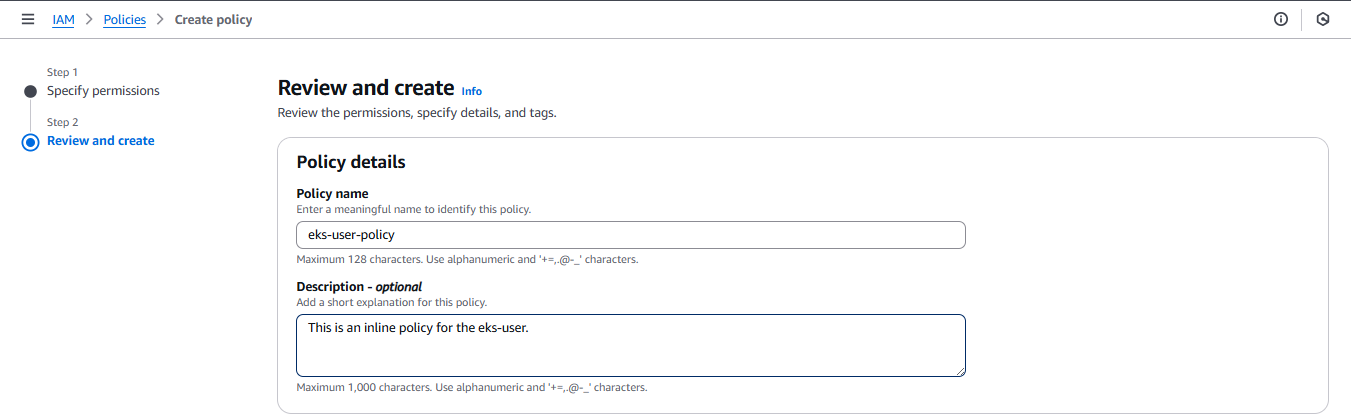 IAM > Policies > Create policy
Step 1
Specify permissions
Step 2
Review and create
Review and create Info
Review the permissions, specify details, and tags.
Policy details
Policy name
Enter a meaningful name to identify this policy.
eks-user-policy
Maximum 128 characters. Use alphanumeric and '+=,.@-_' characters.
Description - optional
Add a short explanation for this policy.
This is an inline policy for the eks-user.
Maximum 1,000 characters. Use alphanumeric and '+=,.@-_' characters.